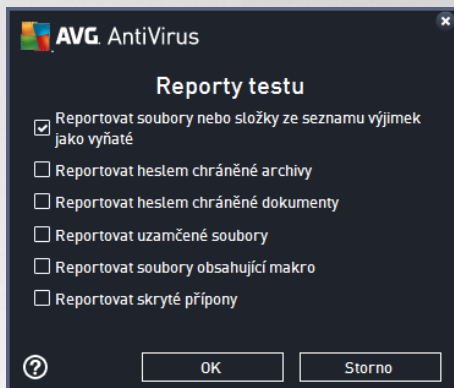 AVG. AntiVirus
Reporty testu
Reportovat soubory nebo složky ze seznamu výjimek
jako vyňaté
Reportovat heslem chráněné archivy
Reportovat heslem chráněné dokumenty
Reportovat uzamčené soubory
Reportovat soubory obsahující makro
Reportovat skryté přípony
? OK Storno